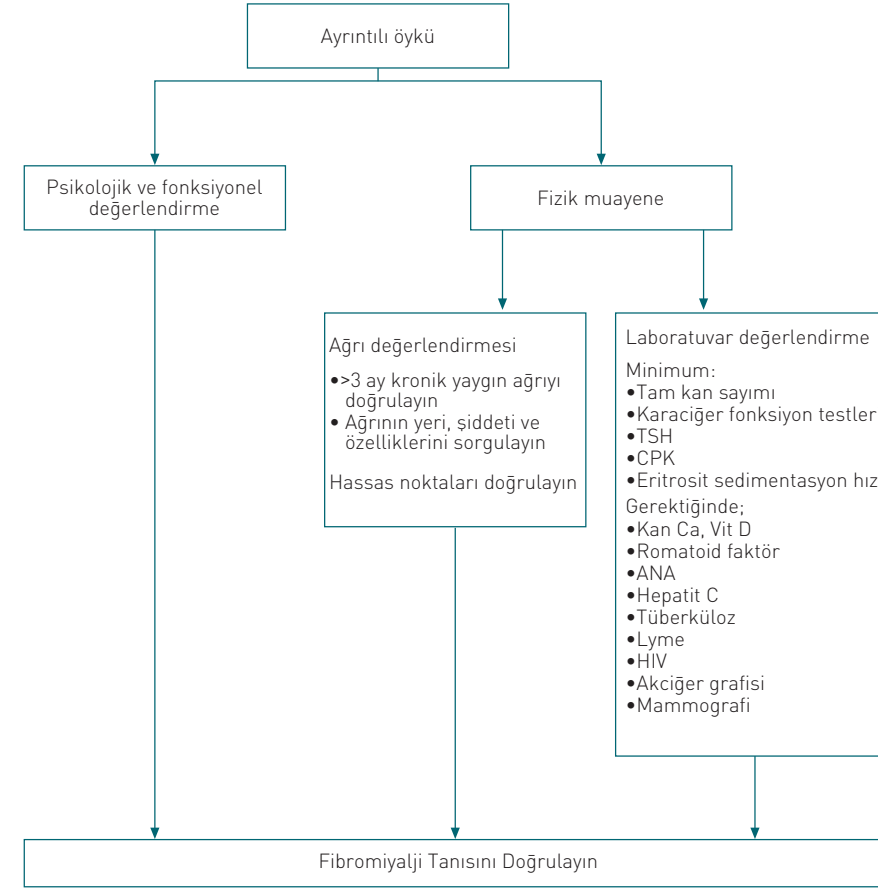 Ayrıntılı öykü
Psikolojik ve fonksiyonel
değerlendirme
Fizik muayene
Ağrı değerlendirmesi
•>3 ay kronik yaygın ağrıyı
doğrulayın
• Ağrının yeri, şiddeti ve
özelliklerini sorgulayın
Hassas noktaları doğrulayın
Laboratuvar değerlendirme
Minimum:
•Tam kan sayımı
•Karaciğer fonksiyon testler
•TSH
•CPK
•Eritrosit sedimentasyon hız
Gerektiğinde;
•Kan Ca, Vit D
•Romatoid faktör
•ANA
•Hepatit C
•Tüberküloz
•Lyme
•HIV
•Akciğer grafisi
•Mammografi
Fibromiyalji Tanısını Doğrulayın